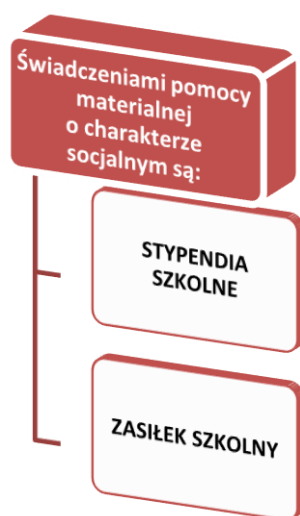 Świadczeniami pomocy
materialnej
o charakterze
socjalnym są:
STYPENDIA
SZKOLNE
ZASIŁEK SZKOLNY